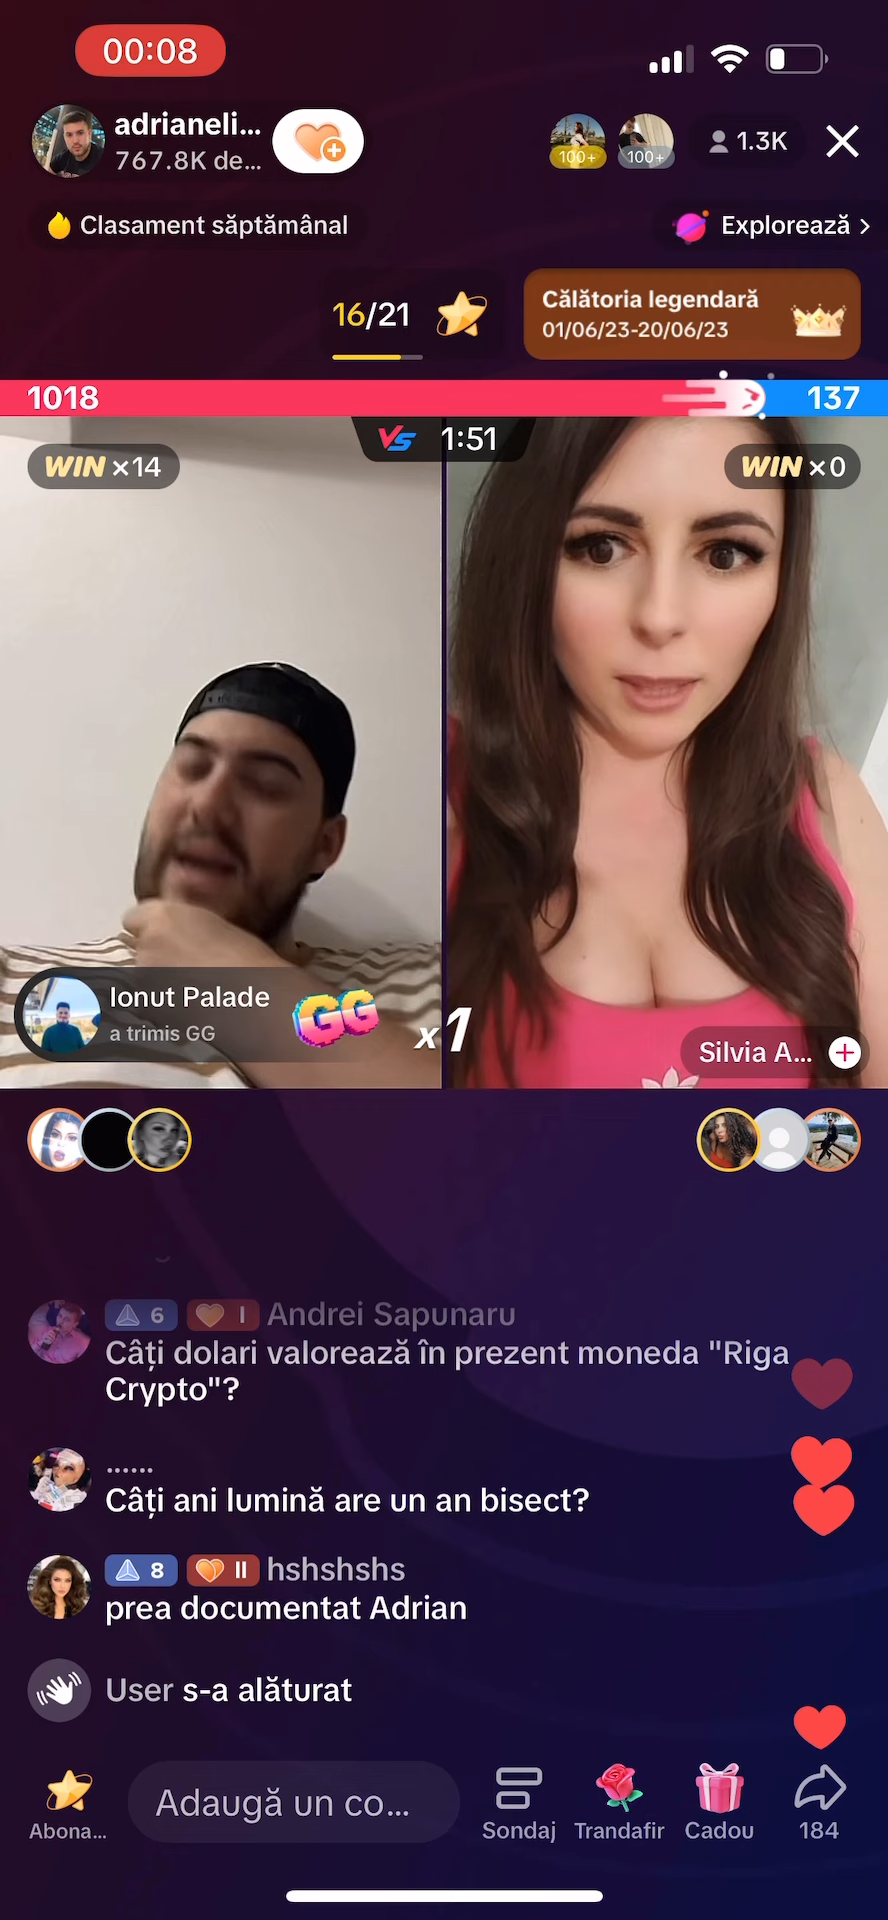 00:08
adrianeli...
767.8K de...
100+
100+
1.3K
Clasament săptămânal
Explorează >
16/21
Călătoria legendară
01/06/23-20/06/23
1018
137
VS 1:51
WIN ×14
WIN ×0
Ionut Palade
a trimis GG
GG
x1
Silvia A...
6 I Andrei Sapunaru
Câți dolari valorează în prezent moneda "Riga
Crypto"?
......
Câți ani lumină are un an bisect?
8 II hshshshs
prea documentat Adrian
User s-a alăturat
Abona...
Adaugă un co...
Sondaj
Trandafir
Cadou
184